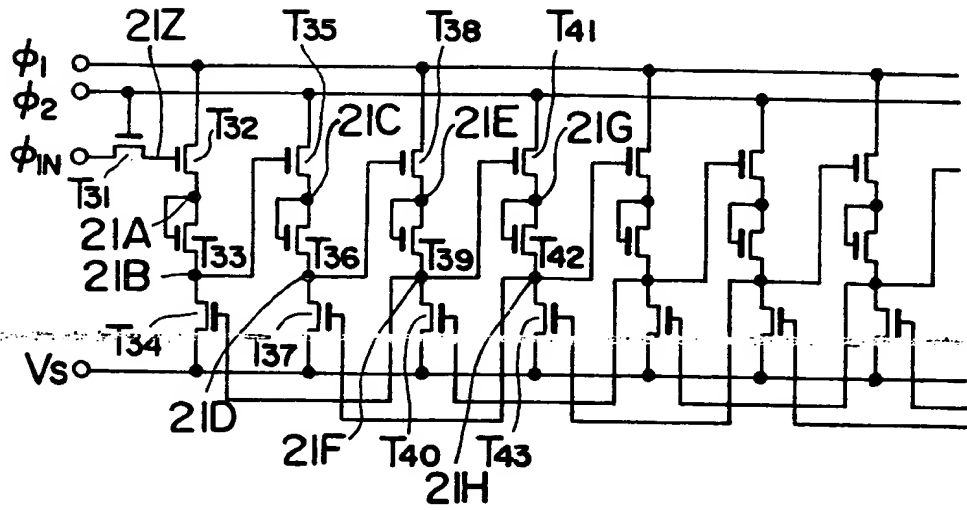 21Z T35 T38 T41
ϕ1
ϕ2
T32 21C 21E 21G
ϕIN
T31
21A T33 T36 T39 T42
21B
T34 T37
Vs
21D
21F T40 T43
21H